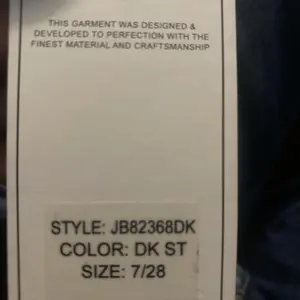 THIS GARMENT WAS DESIGNED &
DEVELOPED TO PERFECTION WITH THE
FINEST MATERIAL AND CRAFTSMANSHIP
STYLE: JB82368DK
COLOR: DK ST
SIZE: 7/28